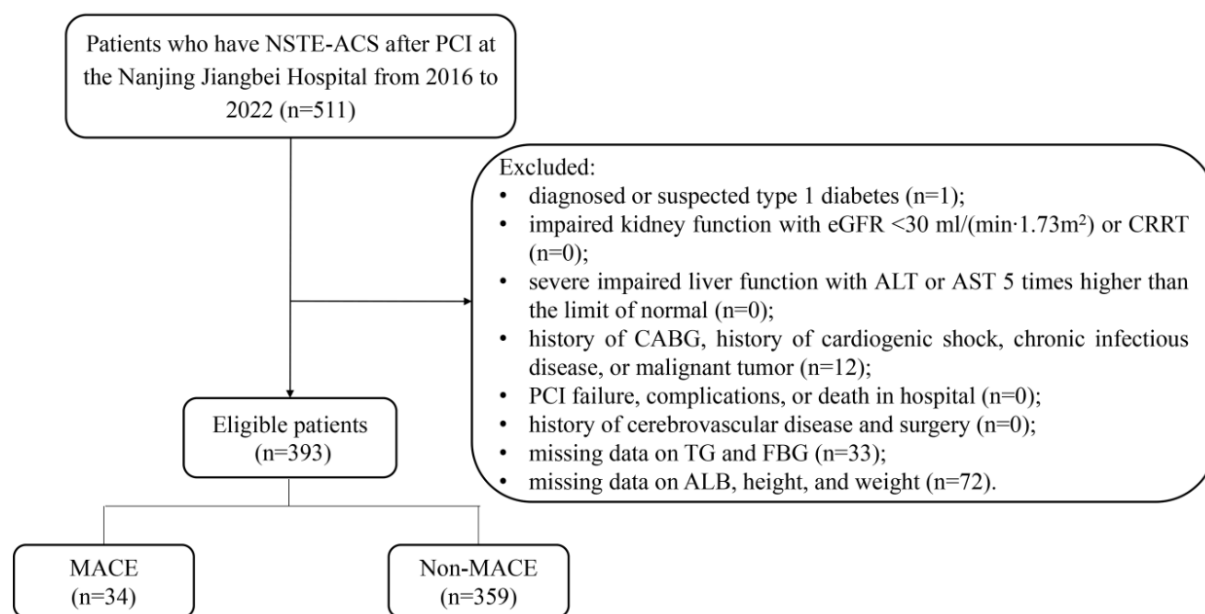 Patients who have NSTE-ACS after PCI at
the Nanjing Jiangbei Hospital from 2016 to
2022 (n=511)
Excluded:
• diagnosed or suspected type 1 diabetes (n=1);
• impaired kidney function with eGFR <30 ml/(min·1.73m²) or CRRT
(n=0);
• severe impaired liver function with ALT or AST 5 times higher than
the limit of normal (n=0);
• history of CABG, history of cardiogenic shock, chronic infectious
disease, or malignant tumor (n=12);
• PCI failure, complications, or death in hospital (n=0);
• history of cerebrovascular disease and surgery (n=0);
• missing data on TG and FBG (n=33);
• missing data on ALB, height, and weight (n=72).
Eligible patients
(n=393)
MACE
(n=34)
Non-MACE
(n=359)